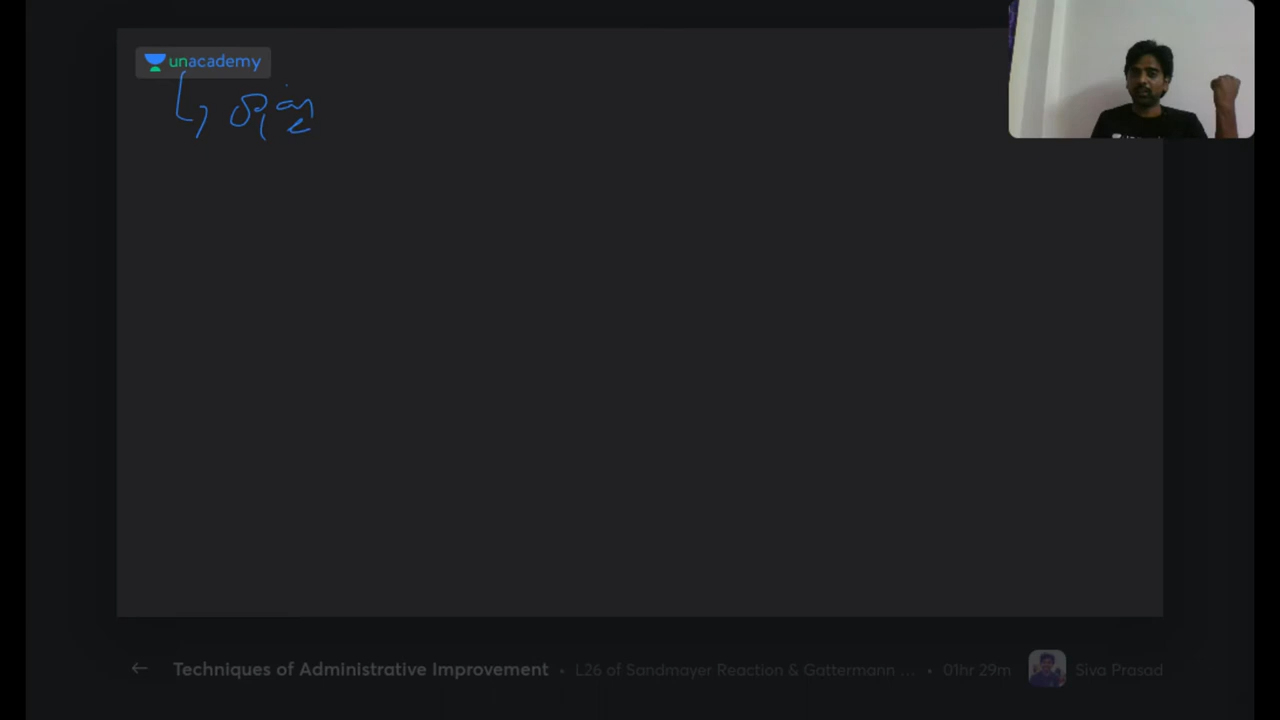 unacademy
Techniques of Administrative Improvement • L26 of Sandmayer Reaction & Gattermann ... • 01hr 29m Siva Prasad